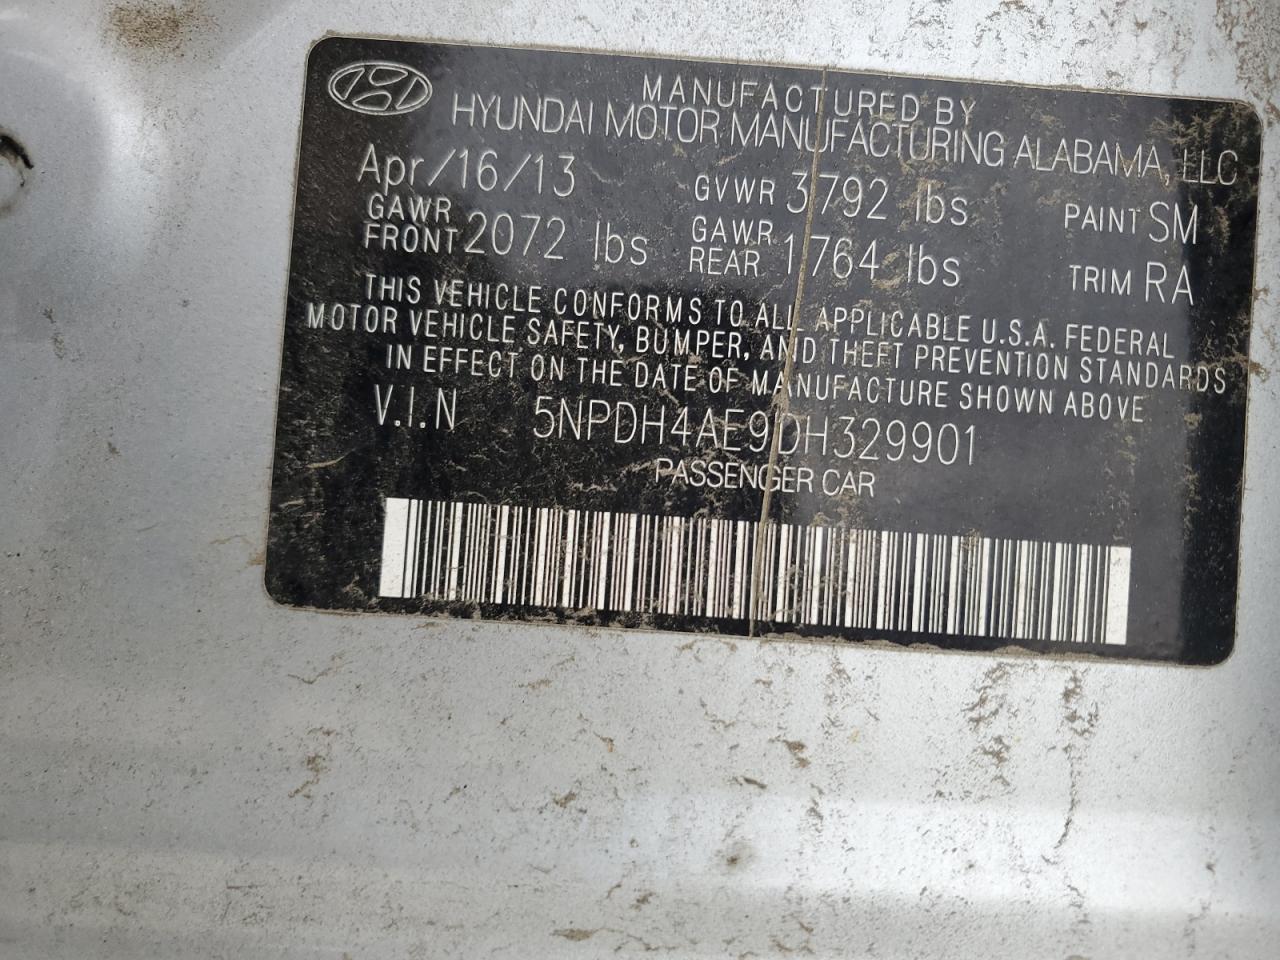 MANUFACTURED BY
HYUNDAI MOTOR MANUFACTURING ALABAMA, LLC
Apr/16/13 GVWR 3792 lbs PAINT SM
GAWR FRONT 2072 lbs GAWR REAR 1764 lbs TRIM RA
THIS VEHICLE CONFORMS TO ALL APPLICABLE U.S.A. FEDERAL
MOTOR VEHICLE SAFETY, BUMPER, AND THEFT PREVENTION STANDARDS
IN EFFECT ON THE DATE OF MANUFACTURE SHOWN ABOVE
V.I.N 5NPDH4AE9DH329901
PASSENGER CAR